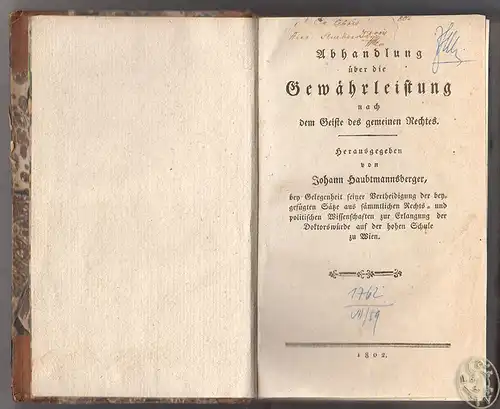 Abhandlung
über die
Gewährleistung
nach
dem Geiste des gemeinen Rechtes.
Herausgegeben
von
Johann Haubtmannsberger,
bey Gelegenheit seiner Vertheidigung der bey-
gefügten Sätze aus sämmtlichen Rechts- und
politischen Wissenschaften zur Erlangung der
Doktorswürde auf der hohen Schule
zu Wien.
1762
1802.